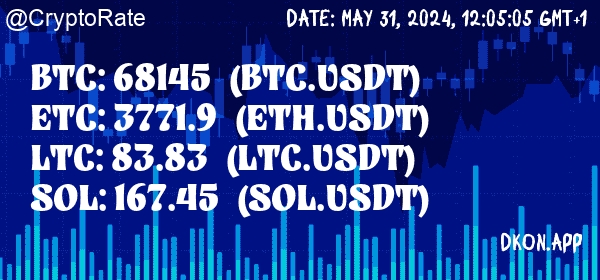 @CryptoRate
DATE: MAY 31, 2024, 12:05:05 GMT+1
BTC: 68145 (BTC.USDT)
ETC: 3771.9 (ETH.USDT)
LTC: 83.83 (LTC.USDT)
SOL: 167.45 (SOL.USDT)
DKON.APP